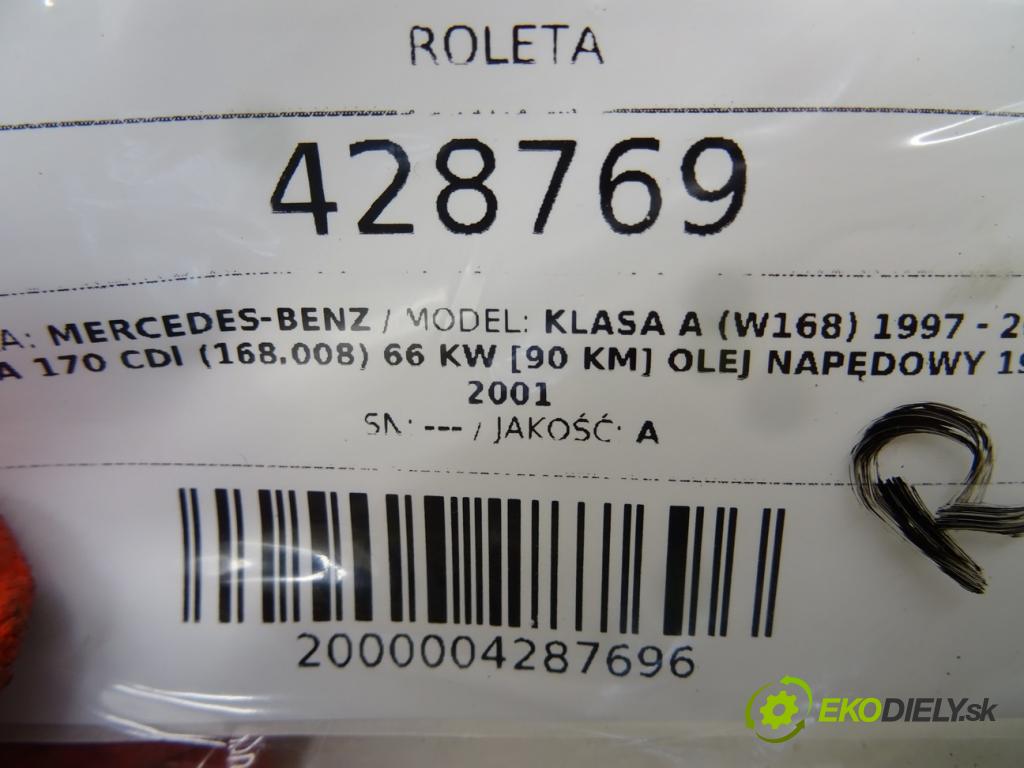 ROLETA
428769
A: MERCEDES-BENZ / MODEL: KLASA A (W168) 1997 - 2
A 170 CDI (168.008) 66 KW [90 KM] OLEJ NAPĘDOWY 19
2001
SN: --- / JAKOŚĆ: A
2000004287696
EKODIELY.sk